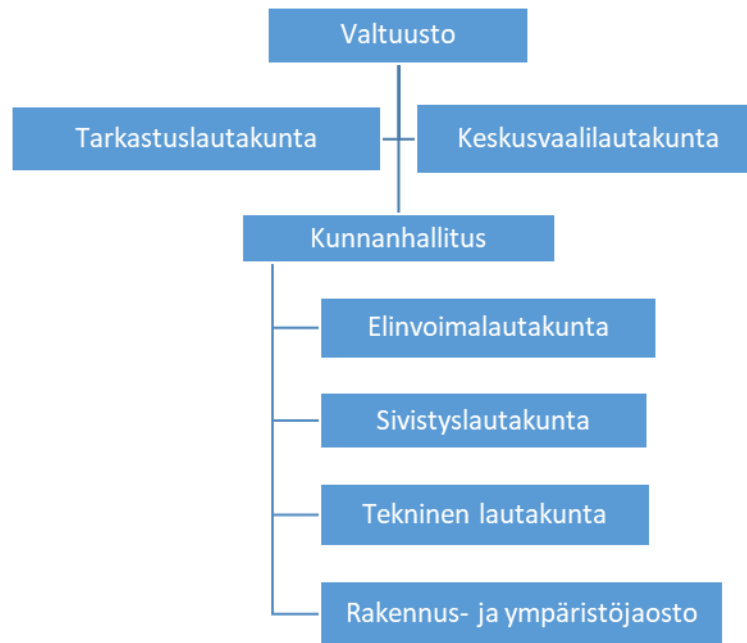 Valtuusto
Tarkastuslautakunta
Keskusvaalilautakunta
Kunnanhallitus
Elinvoimalautakunta
Sivistyslautakunta
Tekninen lautakunta
Rakennus- ja ympäristöjaosto